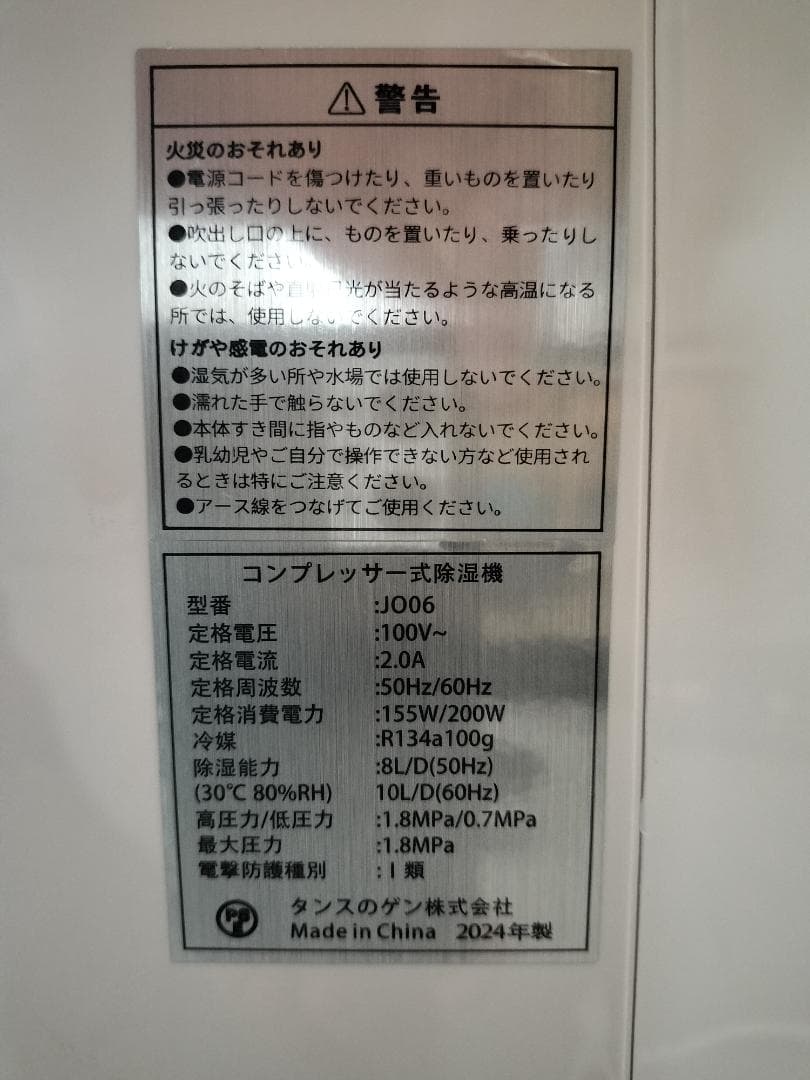 ⚠警告
火災のおそれあり
●電源コードを傷つけたり、重いものを置いたり
引っ張ったりしないでください。
●吹出し口の上に、ものを置いたり、乗ったりし
ないでください
●火のそばや直射日光が当たるような高温になる
所では、使用しないでください。
けがや感電のおそれあり
●湿気が多い所や水場では使用しないでください。
●濡れた手で触らないでください。
●本体すき間に指やものなど入れないでください。
●乳幼児やご自分で操作できない方など使用され
るときは特にご注意ください。
●アース線をつなげてご使用ください。
コンプレッサー式除湿機
型番 :JO06
定格電圧 :100V~
定格電流 :2.0A
定格周波数 :50Hz/60Hz
定格消費電力 :155W/200W
冷媒 :R134a100g
除湿能力 :8L/D(50Hz)
(30℃ 80%RH) 10L/D(60Hz)
高圧力/低圧力 :1.8MPa/0.7MPa
最大圧力 :1.8MPa
電撃防護種別 :I類
タンスのゲン株式会社
Made in China 2024年製